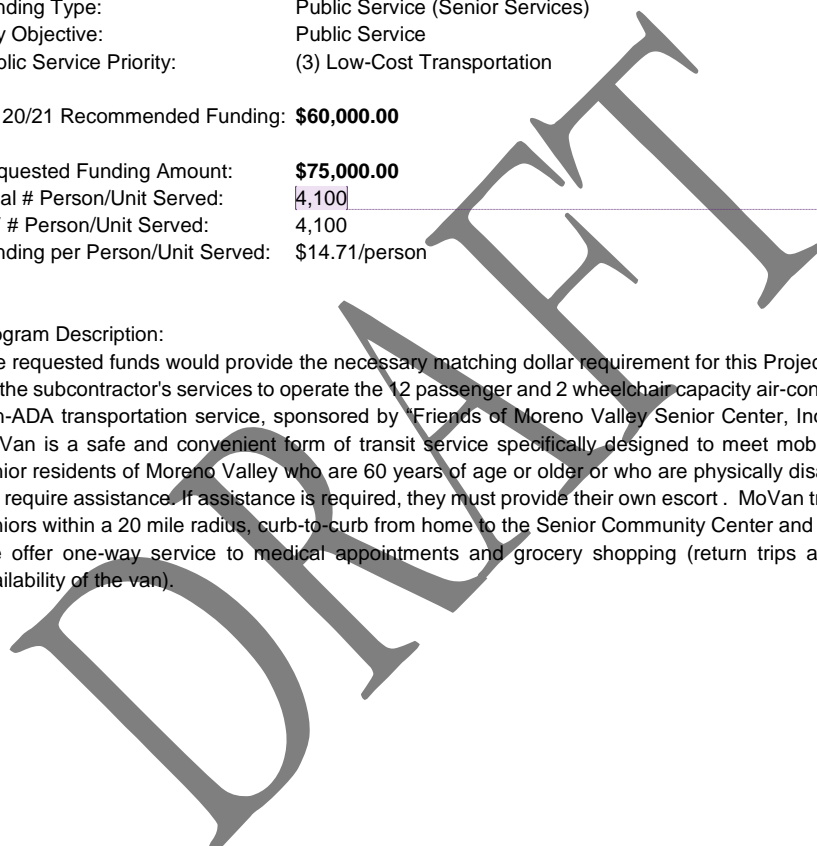 nding Type: Public Service (Senior Services)
y Objective: Public Service
blic Service Priority: (3) Low-Cost Transportation
20/21 Recommended Funding: $60,000.00
quested Funding Amount: $75,000.00
al # Person/Unit Served: 4,100
# Person/Unit Served: 4,100
nding per Person/Unit Served: $14.71/person
ogram Description:
e requested funds would provide the necessary matching dollar requirement for this Projec
the subcontractor's services to operate the 12 passenger and 2 wheelchair capacity air-con
n-ADA transportation service, sponsored by “Friends of Moreno Valley Senior Center, Inc
Van is a safe and convenient form of transit service specifically designed to meet mob
nior residents of Moreno Valley who are 60 years of age or older or who are physically disa
require assistance. If assistance is required, they must provide their own escort . MoVan tr
niors within a 20 mile radius, curb-to-curb from home to the Senior Community Center and
e offer one-way service to medical appointments and grocery shopping (return trips a
ailability of the van).
DRAFT